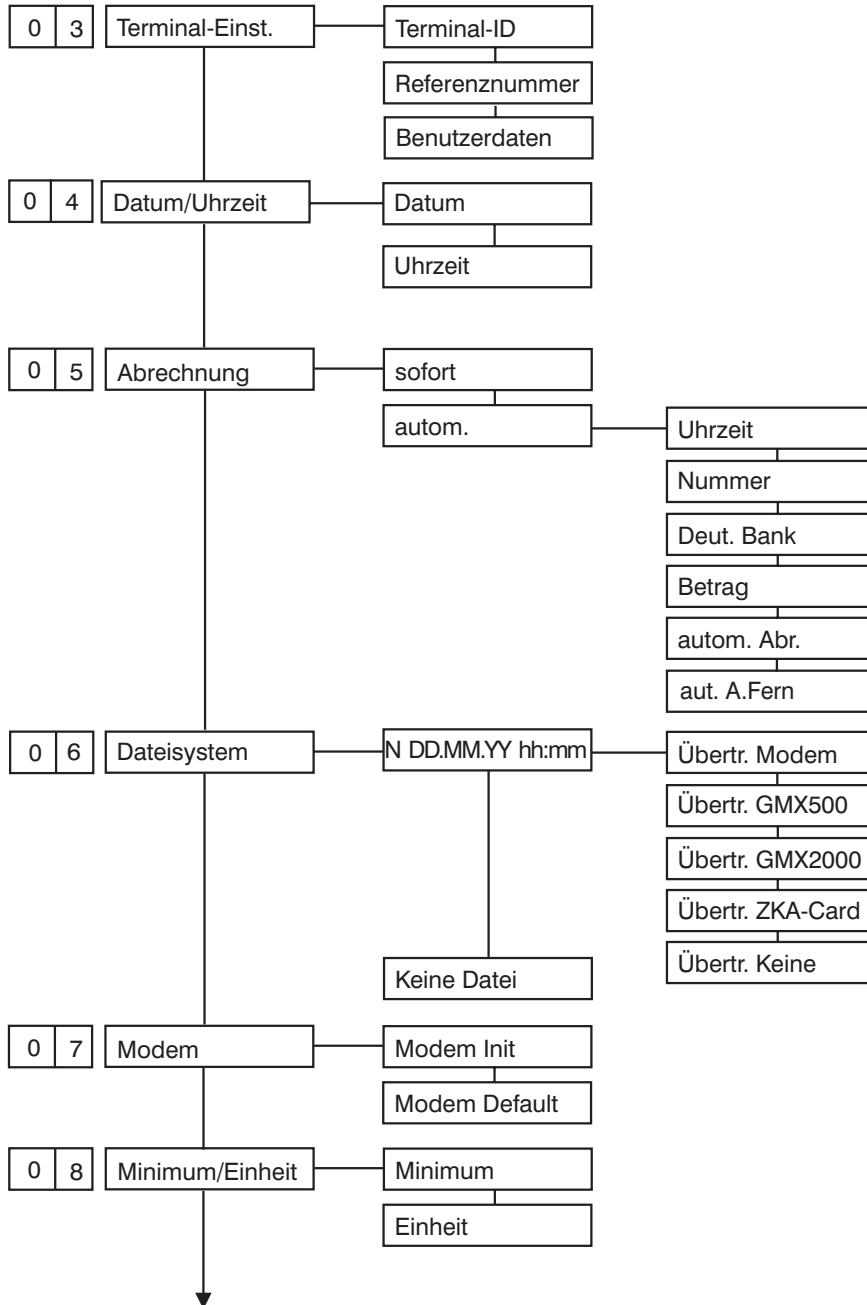 0 3 Terminal-Einst. Terminal-ID
Referenznummer
Benutzerdaten
0 4 Datum/Uhrzeit Datum
Uhrzeit
0 5 Abrechnung sofort
autom. Uhrzeit
Nummer
Deut. Bank
Betrag
autom. Abr.
aut. A.Fern
0 6 Dateisystem N DD.MM.YY hh:mm Übertr. Modem
Übertr. GMX500
Übertr. GMX2000
Übertr. ZKA-Card
Übertr. Keine
Keine Datei
0 7 Modem Modem Init
Modem Default
0 8 Minimum/Einheit Minimum
Einheit